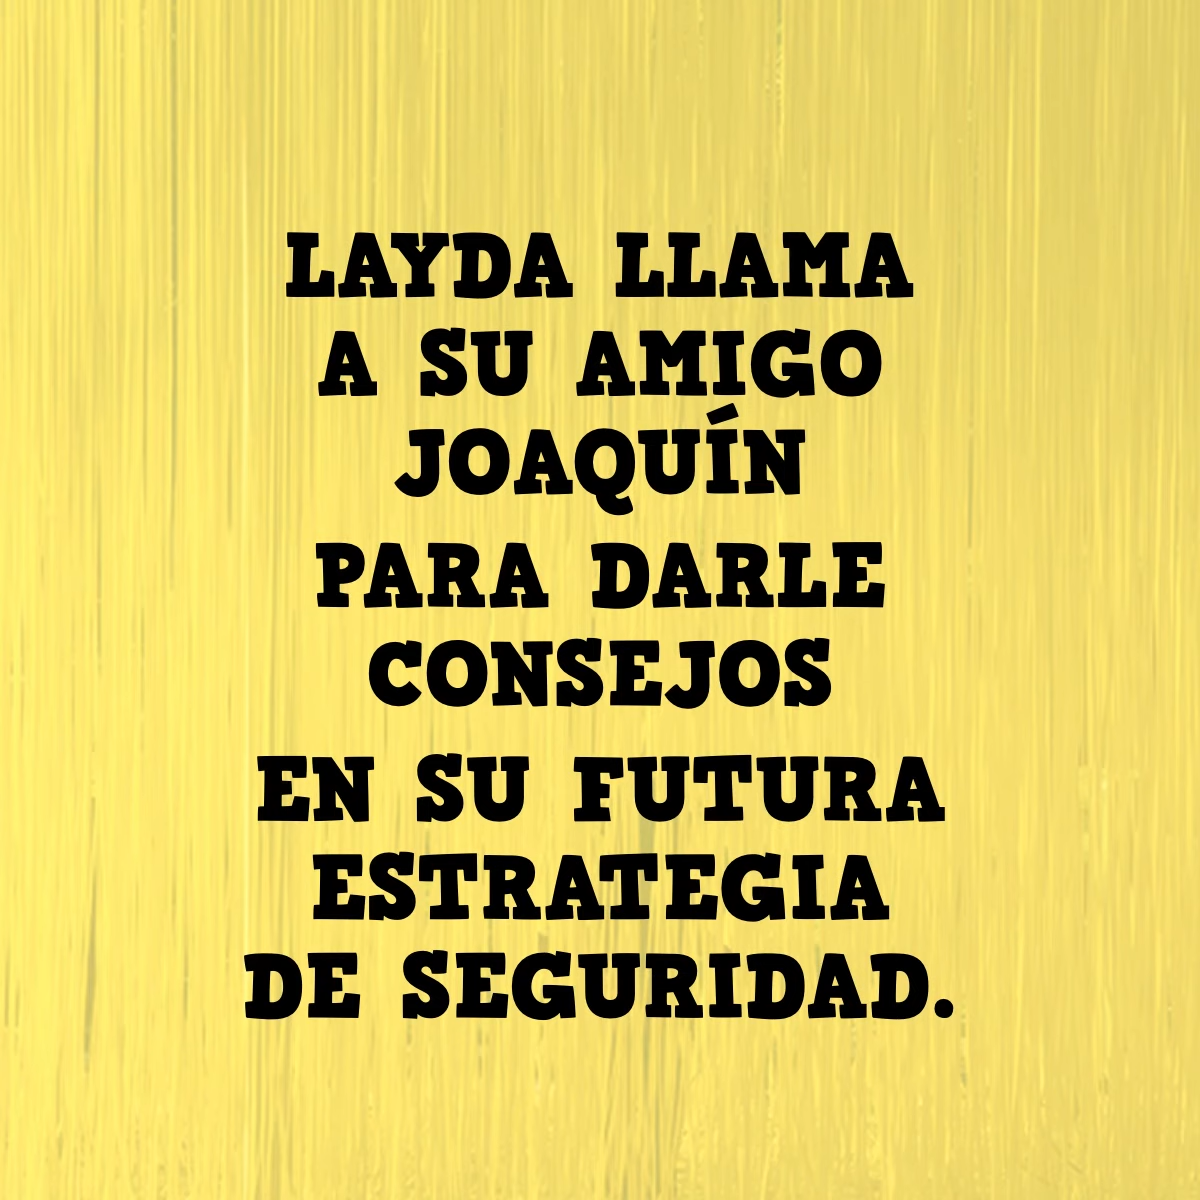 LAYDA LLAMA
A SU AMIGO
JOAQUÍN
PARA DARLE
CONSEJOS
EN SU FUTURA
ESTRATEGIA
DE SEGURIDAD.